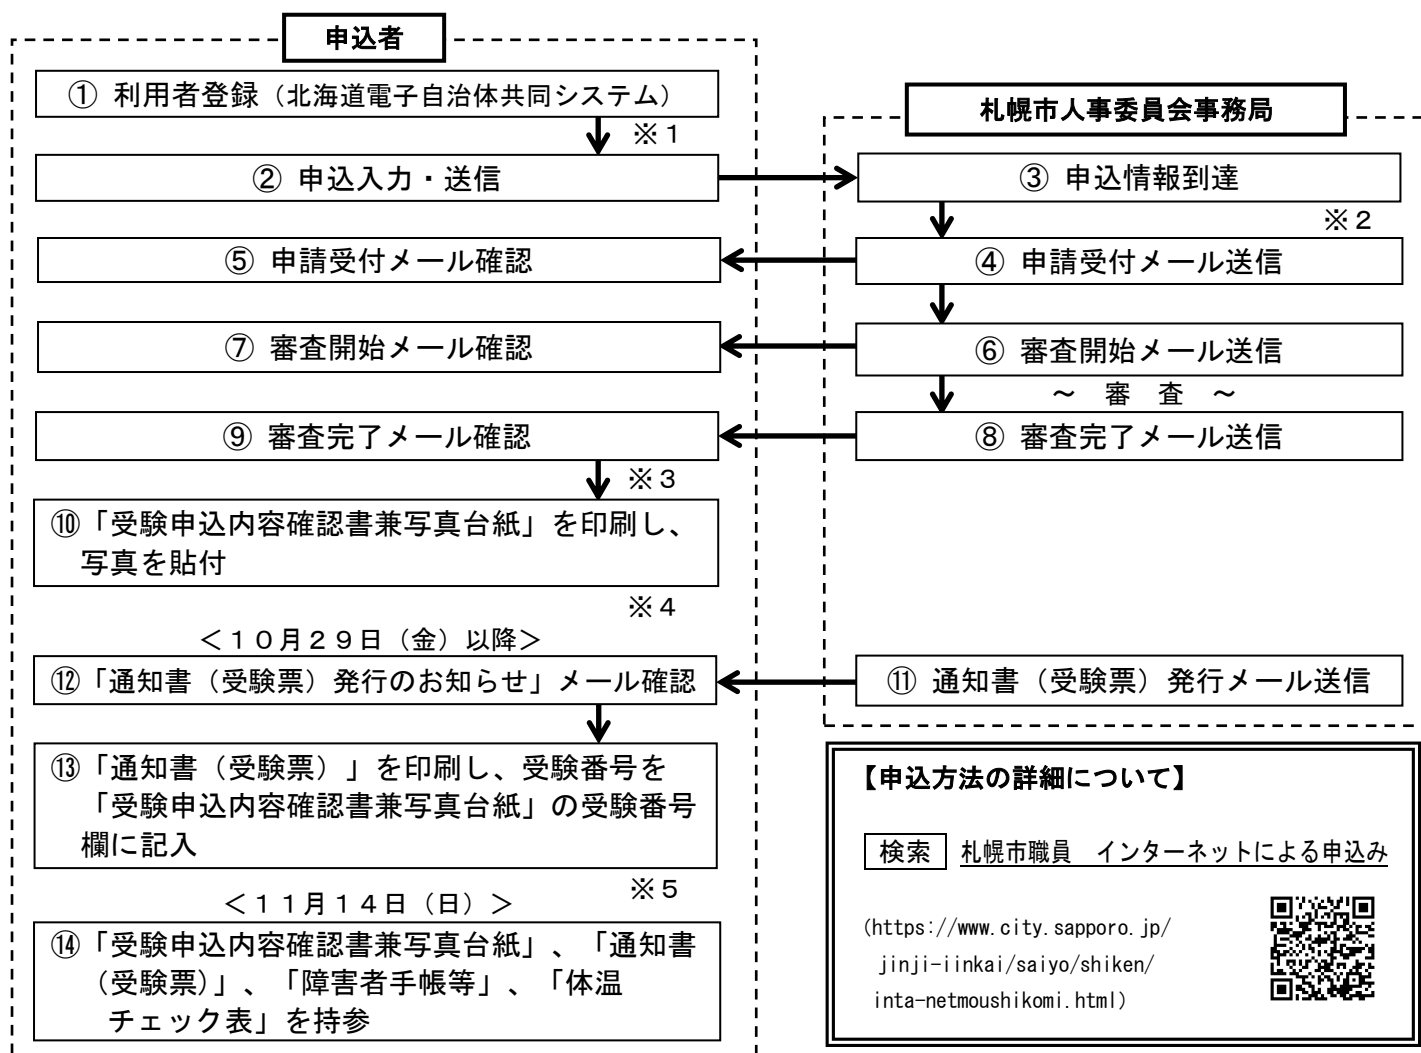 申込者
① 利用者登録（北海道電子自治体共同システム）
※１
札幌市人事委員会事務局
② 申込入力・送信
③ 申込情報到達
※２
⑤ 申請受付メール確認
④ 申請受付メール送信
⑦ 審査開始メール確認
⑥ 審査開始メール送信
～　審　査　～
⑨ 審査完了メール確認
⑧ 審査完了メール送信
※３
⑩「受験申込内容確認書兼写真台紙」を印刷し、
写真を貼付
※４
＜１０月２９日（金）以降＞
⑫「通知書（受験票）発行のお知らせ」メール確認
⑪ 通知書（受験票）発行メール送信
⑬「通知書（受験票）」を印刷し、受験番号を
「受験申込内容確認書兼写真台紙」の受験番号
欄に記入
※５
＜１１月１４日（日）＞
⑭「受験申込内容確認書兼写真台紙」、「通知書
（受験票）」、「障害者手帳等」、「体温
チェック表」を持参
【申込方法の詳細について】
検索　札幌市職員　インターネットによる申込み
(https://www.city.sapporo.jp/
jinji-iinkai/saiyo/shiken/
inta-netmoushikomi.html)